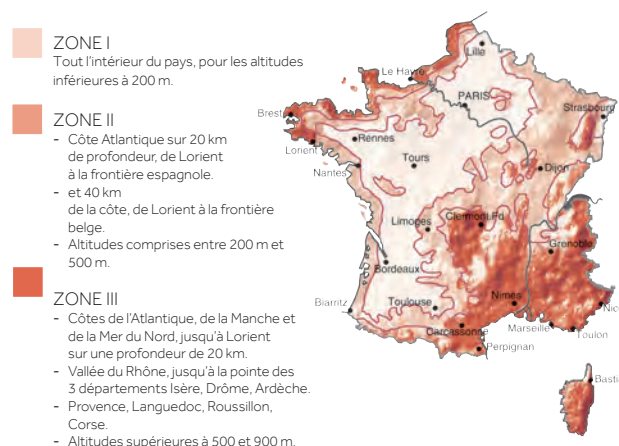 ZONE I
Tout l'intérieur du pays, pour les altitudes
inférieures à 200 m.
ZONE II
- Côte Atlantique sur 20 km
de profondeur, de Lorient
à la frontière espagnole.
- et 40 km
de la côte, de Lorient à la frontière
belge.
- Altitudes comprises entre 200 m et
500 m.
ZONE III
- Côtes de l'Atlantique, de la Manche et
de la Mer du Nord, jusqu'à Lorient
sur une profondeur de 20 km.
- Vallée du Rhône, jusqu'à la pointe des
3 départements Isère, Drôme, Ardèche.
- Provence, Languedoc, Roussillon,
Corse.
- Altitudes supérieures à 500 et 900 m.
Lille
Le Havre
PARIS
Strasbourg
Brest
Rennes
Lorient
Tours
Dijon
Nantes
Limoges
Clermont Fd
Grenoble
Bordeaux
Biarritz
Toulouse
Nimes
Nic
Carcassonne
Marseille
Toulon
Perpignan
Basti